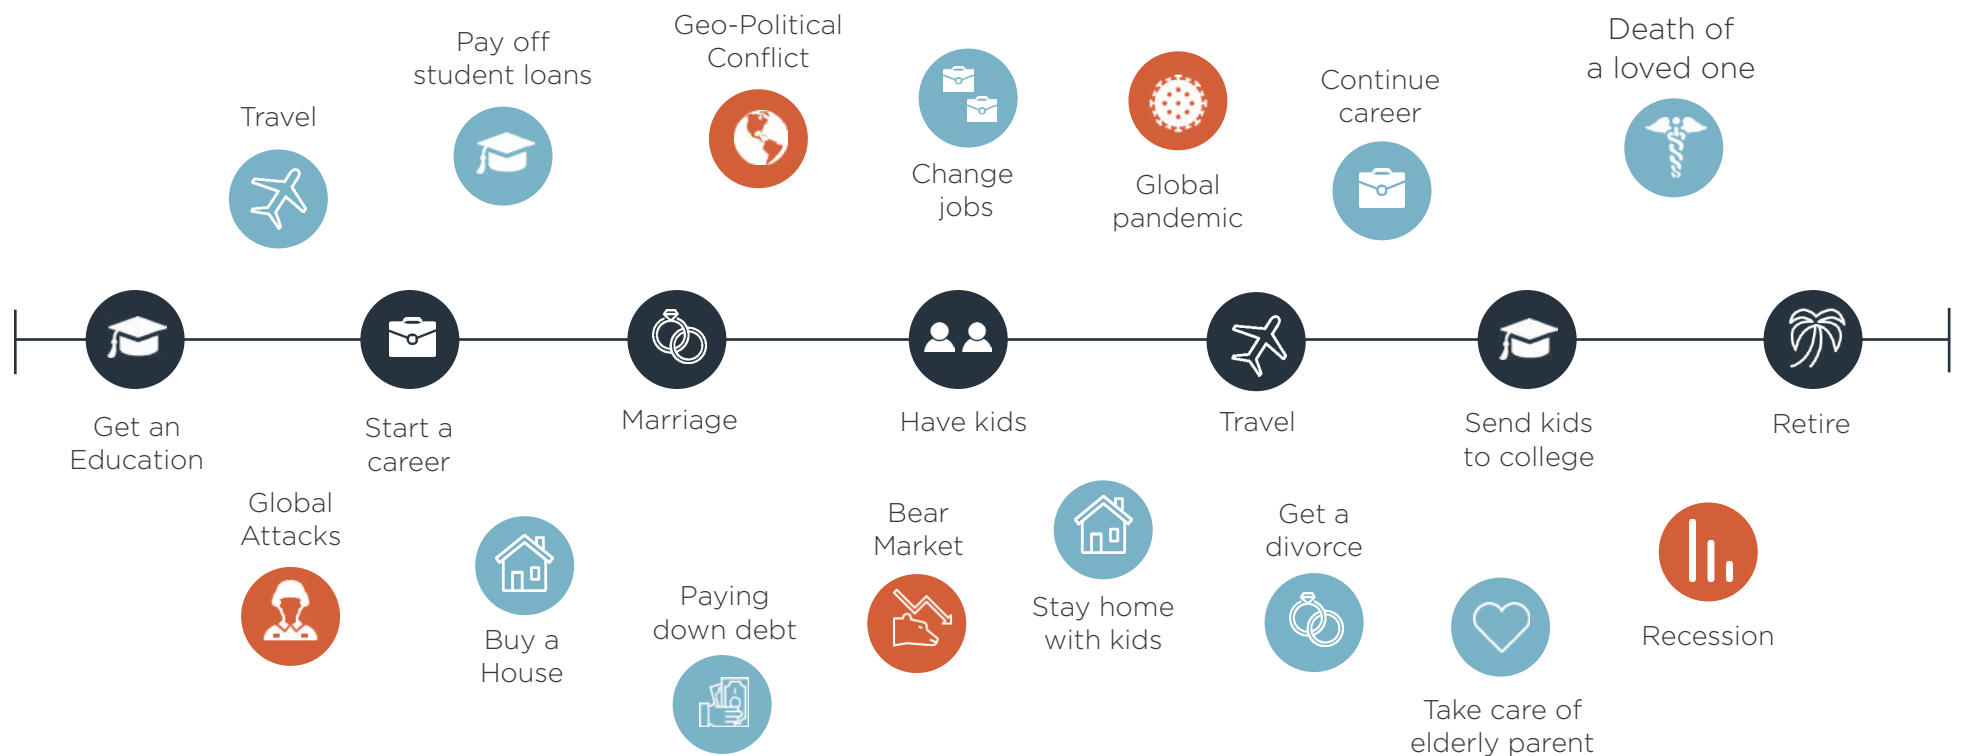 Travel
Pay off
student loans
Geo-Political
Conflict
Change
jobs
Global
pandemic
Continue
career
Death of
a loved one
Get an
Education
Start a
career
Marriage
Have kids
Travel
Send kids
to college
Retire
Global
Attacks
Buy a
House
Paying
down debt
Bear
Market
Stay home
with kids
Get a
divorce
Take care of
elderly parent
Recession